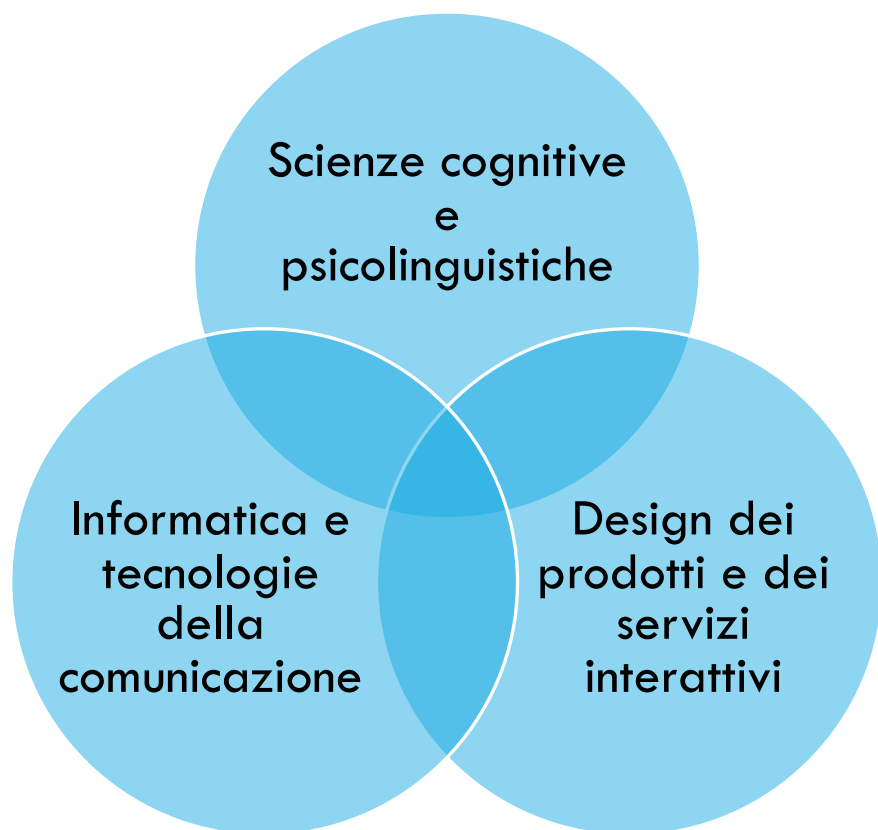 Scienze cognitive
e
psicolinguistiche
Informatica e
tecnologie
della
comunicazione
Design dei
prodotti e dei
servizi
interattivi